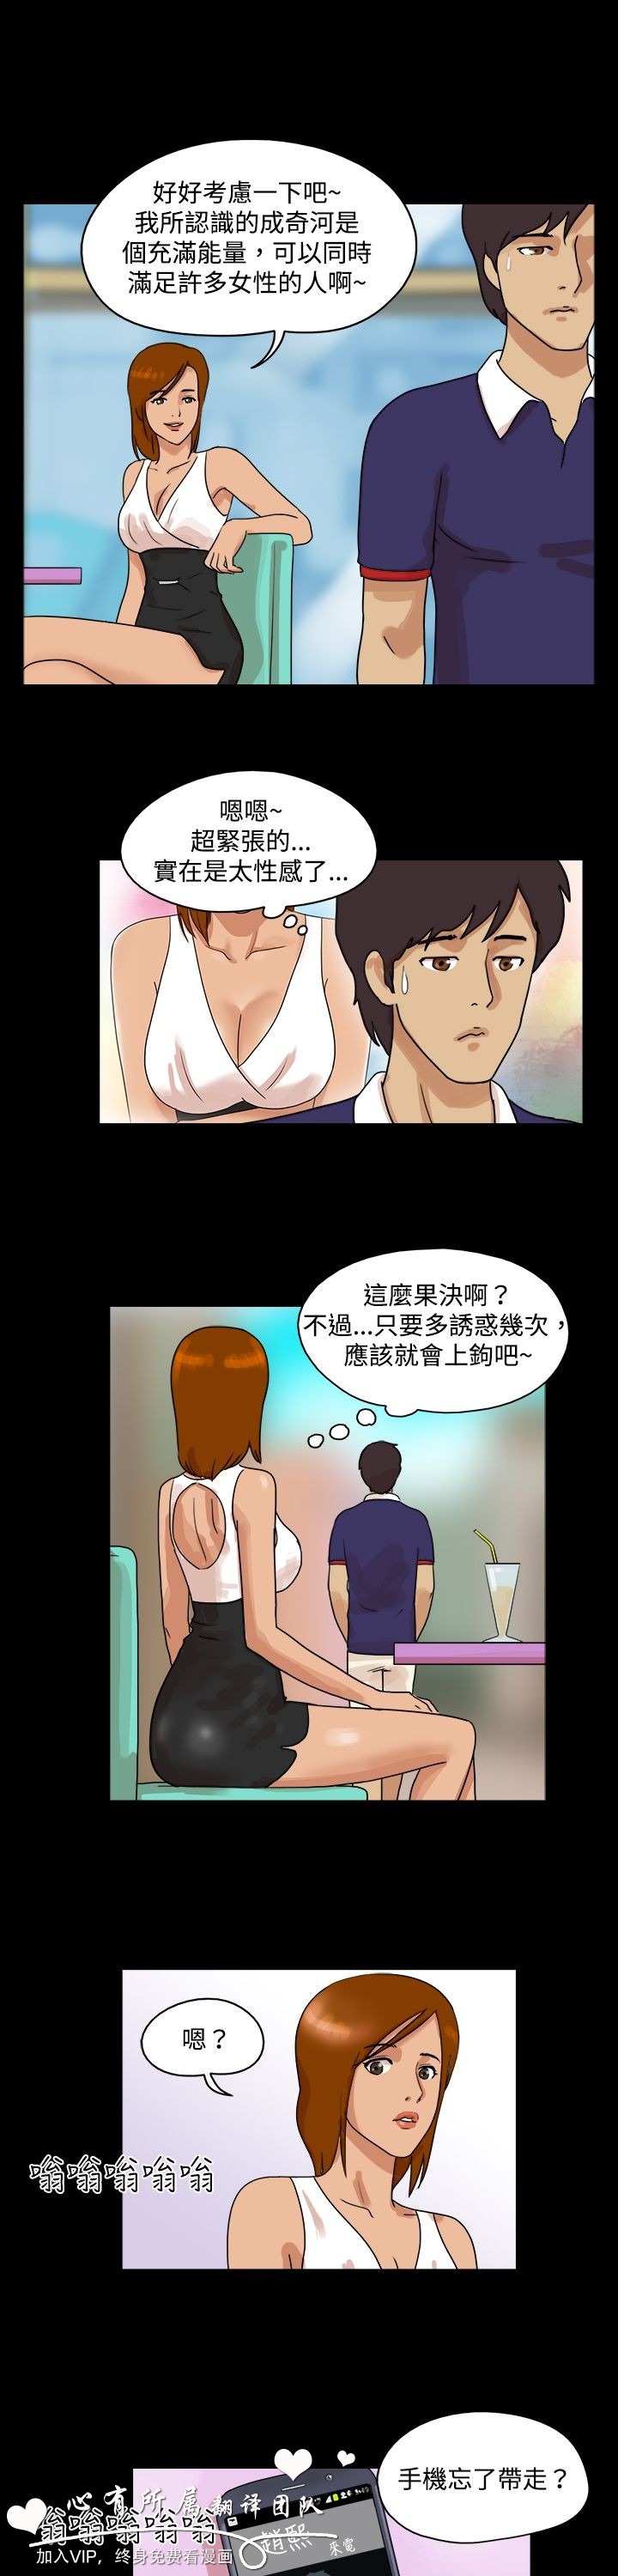 好好考慮一下吧~
我所認識的成奇河是
個充滿能量，可以同時
滿足許多女性的人啊~
嗯嗯~
超緊張的...
實在是太性感了...
這麼果決啊？
不過...只要多誘惑幾次，
應該就會上鉤吧~
嗯？
嗡嗡嗡嗡嗡
手機忘了帶走？
心有所属翻译团队
嗡嗡嗡嗡嗡
趙熙
來電
加入VIP，终身免费看漫画